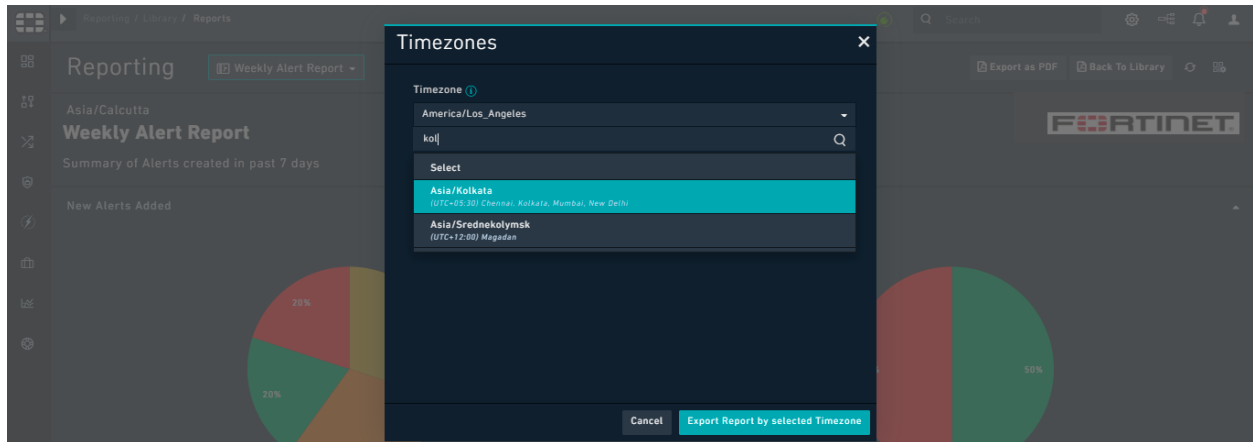 Reporting / Library / Reports
Search
Reporting
Weekly Alert Report
Export as PDF
Back To Library
Asia/Calcutta
Weekly Alert Report
Summary of Alerts created in past 7 days
FORTINET
New Alerts Added
20%
20%
50%
Timezones
Timezone
America/Los_Angeles
kol
Select
Asia/Kolkata
(UTC+05:30) Chennai, Kolkata, Mumbai, New Delhi
Asia/Srednekolymsk
(UTC+12:00) Magadan
Cancel
Export Report by selected Timezone